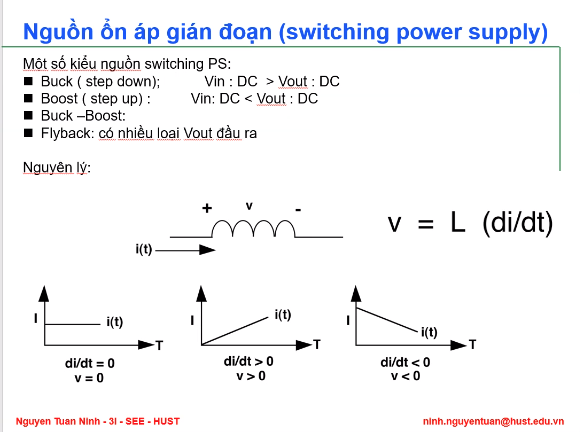 Nguồn ổn áp gián đoạn (switching power supply)
Một số kiểu nguồn switching PS:
■ Buck ( step down); Vin : DC > Vout : DC
■ Boost ( step up) : Vin: DC < Vout : DC
■ Buck –Boost:
■ Flyback: có nhiều loại Vout đầu ra
Nguyên lý:
+ v -
v = L (di/dt)
i(t)
I i(t) T
di/dt = 0
v = 0
I i(t) T
di/dt > 0
v > 0
I i(t) T
di/dt < 0
v < 0
Nguyen Tuan Ninh - 3I - SEE - HUST
ninh.nguyentuan@hust.edu.vn